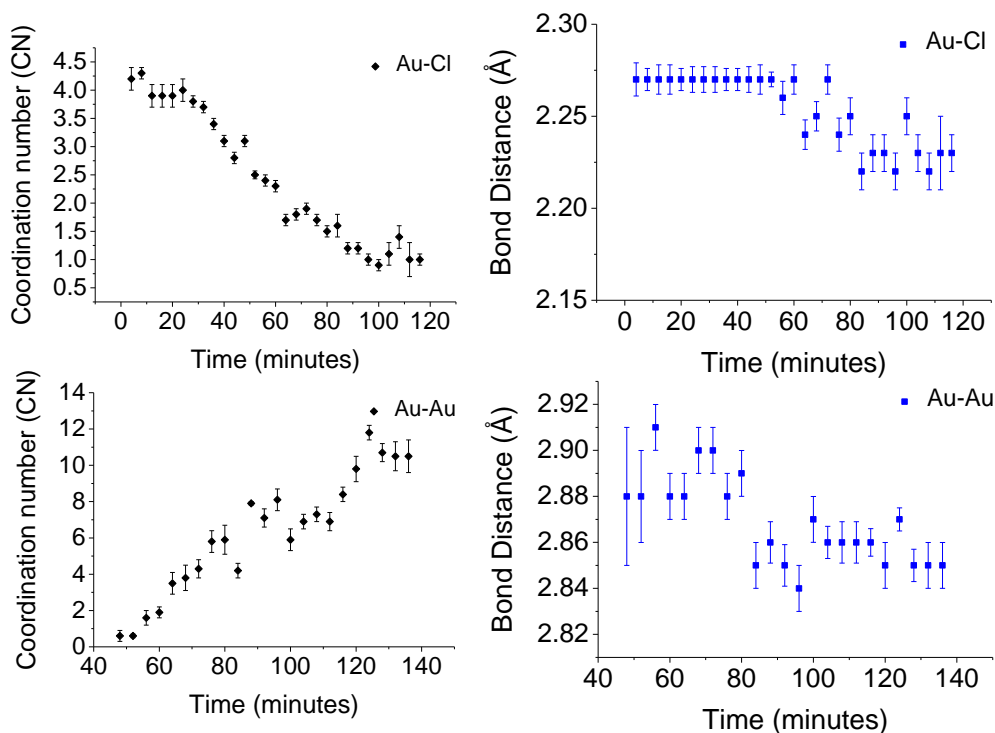 Coordination number (CN)
4.5
4.0
3.5
3.0
2.5
2.0
1.5
1.0
0.5
0 20 40 60 80 100 120
Time (minutes)
Au-Cl
Bond Distance (Å)
2.30
2.25
2.20
2.15
0 20 40 60 80 100 120
Time (minutes)
Au-Cl
Coordination number (CN)
14
12
10
8
6
4
2
0
40 60 80 100 120 140
Time (minutes)
Au-Au
Bond Distance (Å)
2.92
2.90
2.88
2.86
2.84
2.82
40 60 80 100 120 140
Time (minutes)
Au-Au